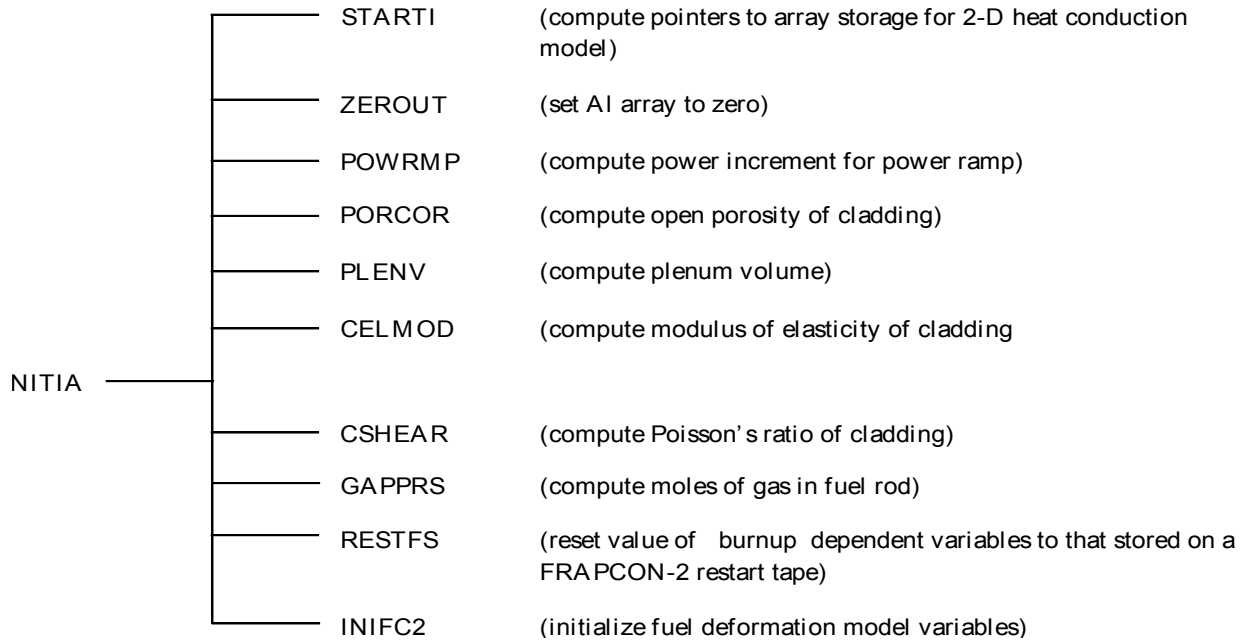 STARTI (compute pointers to array storage for 2-D heat conduction
model)
ZEROUT (set AI array to zero)
POWRMP (compute power increment for power ramp)
PORCOR (compute open porosity of cladding)
PLENV (compute plenum volume)
CELMOD (compute modulus of elasticity of cladding
NITIA
CSHEAR (compute Poisson's ratio of cladding)
GAPPRS (compute moles of gas in fuel rod)
RESTFS (reset value of burnup dependent variables to that stored on a
FRAPCON-2 restart tape)
INIFC2 (initialize fuel deformation model variables)